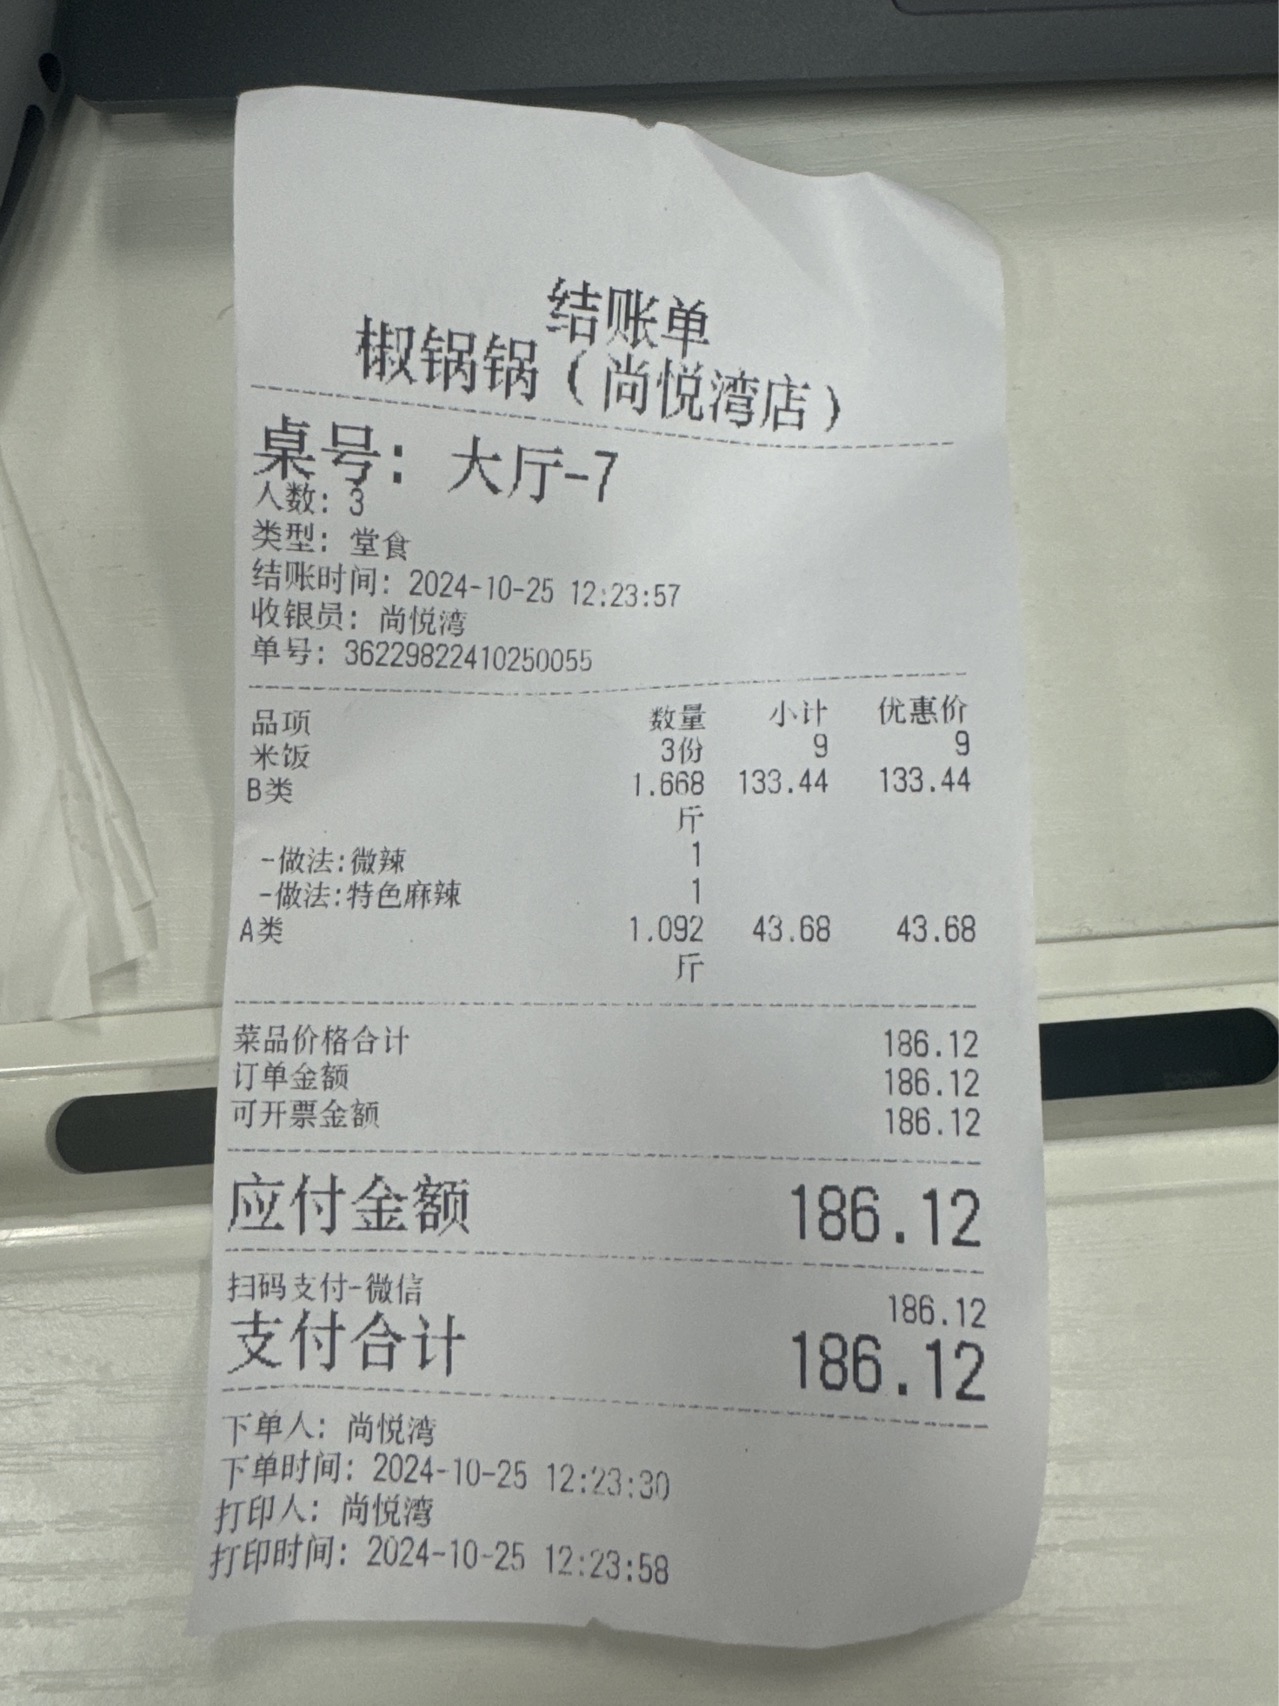 结账单
椒锅锅（尚悦湾店）
桌号：大厅-7
人数：3
类型：堂食
结账时间：2024-10-25 12:23:57
收银员：尚悦湾
单号：36229822410250055
品项 数量 小计 优惠价
米饭 3份 9 9
B类 1.668 133.44 133.44
斤
-做法:微辣 1
-做法:特色麻辣 1
A类 1.092 43.68 43.68
斤
菜品价格合计 186.12
订单金额 186.12
可开票金额 186.12
应付金额 186.12
扫码支付-微信 186.12
支付合计 186.12
下单人：尚悦湾
下单时间：2024-10-25 12:23:30
打印人：尚悦湾
打印时间：2024-10-25 12:23:58